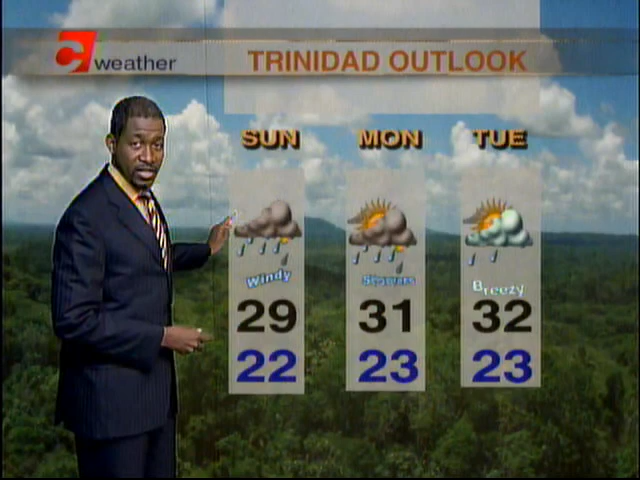 weather
TRINIDAD OUTLOOK
SUN MON TUE
Windy Showers Breezy
29 31 32
22 23 23